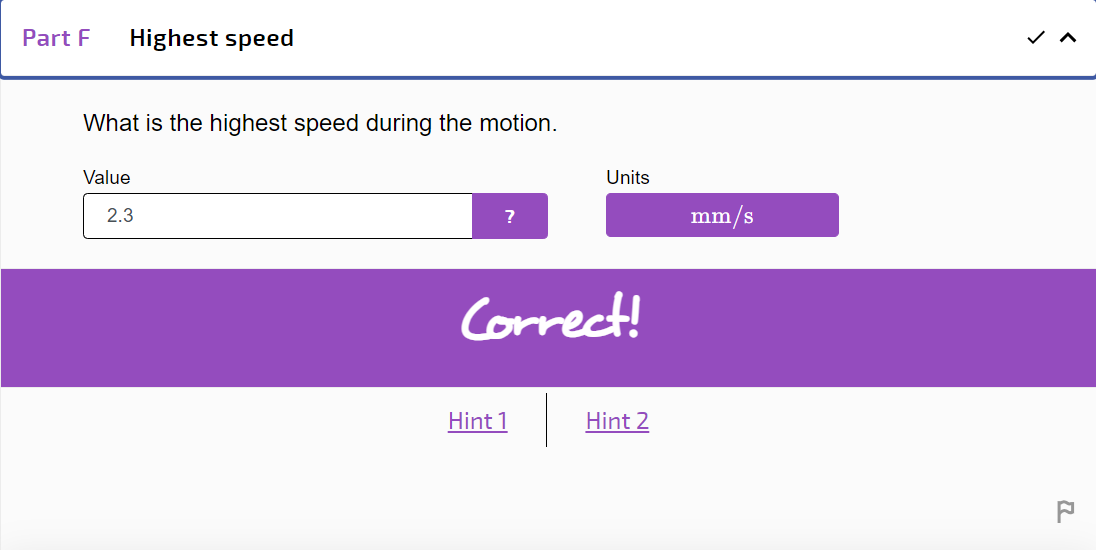 Part F Highest speed
What is the highest speed during the motion.
Value Units
2.3 ? mm/s
Correct!
Hint 1 Hint 2